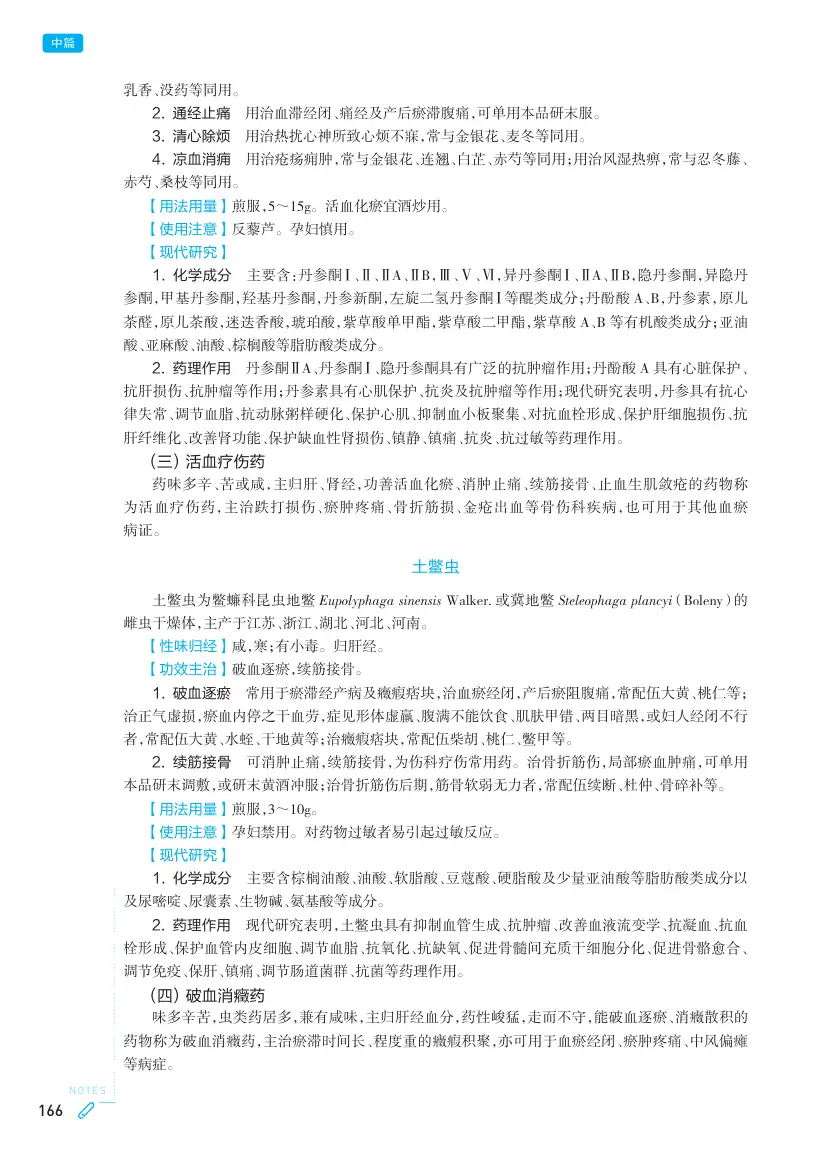 中篇
乳香、没药等同用。
2. 通经止痛　用治血滞经闭、痛经及产后瘀滞腹痛,可单用本品研末服。
3. 清心除烦　用治热扰心神所致心烦不寐,常与金银花、麦冬等同用。
4. 凉血消痈　用治疮疡痈肿,常与金银花、连翘、白芷、赤芍等同用;用治风湿热痹,常与忍冬藤、
赤芍、桑枝等同用。
【用法用量】煎服,5～15g。活血化瘀宜酒炒用。
【使用注意】反藜芦。孕妇慎用。
【现代研究】
1. 化学成分　主要含:丹参酮Ⅰ、Ⅱ、ⅡA、ⅡB,Ⅲ、Ⅴ、Ⅵ,异丹参酮Ⅰ、ⅡA、ⅡB,隐丹参酮,异隐丹
参酮,甲基丹参酮,羟基丹参酮,丹参新酮,左旋二氢丹参酮Ⅰ等醌类成分;丹酚酸 A、B,丹参素,原儿
茶醛,原儿茶酸,迷迭香酸,琥珀酸,紫草酸单甲酯,紫草酸二甲酯,紫草酸 A、B 等有机酸类成分;亚油
酸、亚麻酸、油酸、棕榈酸等脂肪酸类成分。
2. 药理作用　丹参酮ⅡA、丹参酮Ⅰ、隐丹参酮具有广泛的抗肿瘤作用;丹酚酸 A 具有心脏保护、
抗肝损伤、抗肿瘤等作用;丹参素具有心肌保护、抗炎及抗肿瘤等作用;现代研究表明,丹参具有抗心
律失常、调节血脂、抗动脉粥样硬化、保护心肌、抑制血小板聚集、对抗血栓形成、保护肝细胞损伤、抗
肝纤维化、改善肾功能、保护缺血性肾损伤、镇静、镇痛、抗炎、抗过敏等药理作用。
（三）活血疗伤药
药味多辛、苦或咸,主归肝、肾经,功善活血化瘀、消肿止痛、续筋接骨、止血生肌敛疮的药物称
为活血疗伤药,主治跌打损伤、瘀肿疼痛、骨折筋损、金疮出血等骨伤科疾病,也可用于其他血瘀
病证。
土鳖虫
土鳖虫为鳖蠊科昆虫地鳖 Eupolyphaga sinensis Walker. 或冀地鳖 Steleophaga plancyi（Boleny）的
雌虫干燥体,主产于江苏、浙江、湖北、河北、河南。
【性味归经】咸,寒;有小毒。归肝经。
【功效主治】破血逐瘀,续筋接骨。
1. 破血逐瘀　常用于瘀滞经产病及癥瘕痞块,治血瘀经闭,产后瘀阻腹痛,常配伍大黄、桃仁等;
治正气虚损,瘀血内停之干血劳,症见形体虚羸、腹满不能饮食、肌肤甲错、两目暗黑,或妇人经闭不行
者,常配伍大黄、水蛭、干地黄等;治癥瘕痞块,常配伍柴胡、桃仁、鳖甲等。
2. 续筋接骨　可消肿止痛,续筋接骨,为伤科疗伤常用药。治骨折筋伤,局部瘀血肿痛,可单用
本品研末调敷,或研末黄酒冲服;治骨折筋伤后期,筋骨软弱无力者,常配伍续断、杜仲、骨碎补等。
【用法用量】煎服,3～10g。
【使用注意】孕妇禁用。对药物过敏者易引起过敏反应。
【现代研究】
1. 化学成分　主要含棕榈油酸、油酸、软脂酸、豆蔻酸、硬脂酸及少量亚油酸等脂肪酸类成分以
及尿嘧啶、尿囊素、生物碱、氨基酸等成分。
2. 药理作用　现代研究表明,土鳖虫具有抑制血管生成、抗肿瘤、改善血液流变学、抗凝血、抗血
栓形成、保护血管内皮细胞、调节血脂、抗氧化、抗缺氧、促进骨髓间充质干细胞分化、促进骨骼愈合、
调节免疫、保肝、镇痛、调节肠道菌群、抗菌等药理作用。
（四）破血消癥药
味多辛苦,虫类药居多,兼有咸味,主归肝经血分,药性峻猛,走而不守,能破血逐瘀、消癥散积的
药物称为破血消癥药,主治瘀滞时间长、程度重的癥瘕积聚,亦可用于血瘀经闭、瘀肿疼痛、中风偏瘫
等病症。
NOTES
166